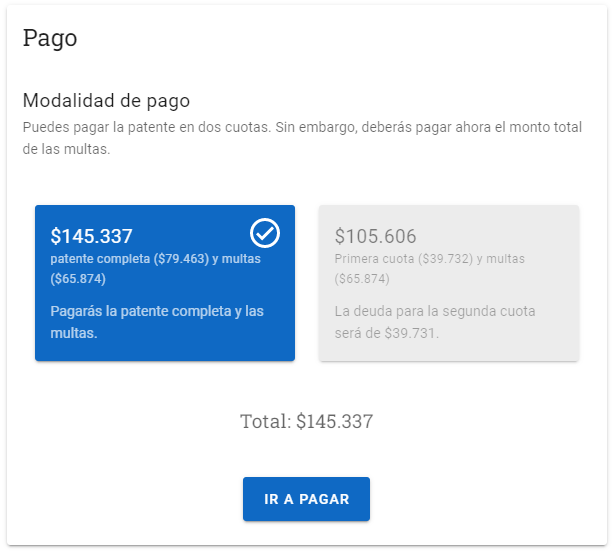 Pago
Modalidad de pago
Puedes pagar la patente en dos cuotas. Sin embargo, deberás pagar ahora el monto total
de las multas.
$145.337
patente completa ($79.463) y multas
($65.874)
Pagarás la patente completa y las
multas.
$105.606
Primera cuota ($39.732) y multas
($65.874)
La deuda para la segunda cuota
será de $39.731.
Total: $145.337
IR A PAGAR